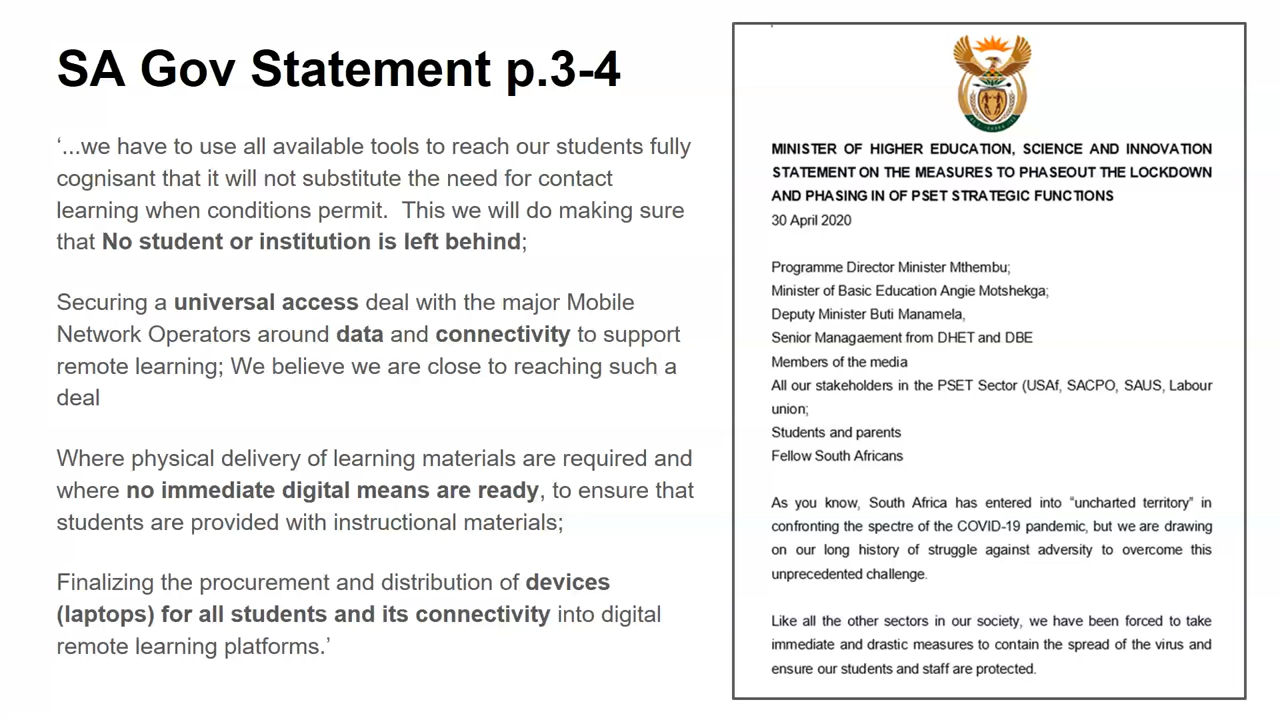 SA Gov Statement p.3-4
‘...we have to use all available tools to reach our students fully
cognisant that it will not substitute the need for contact
learning when conditions permit.  This we will do making sure
that No student or institution is left behind;
Securing a universal access deal with the major Mobile
Network Operators around data and connectivity to support
remote learning; We believe we are close to reaching such a
deal
Where physical delivery of learning materials are required and
where no immediate digital means are ready, to ensure that
students are provided with instructional materials;
Finalizing the procurement and distribution of devices
(laptops) for all students and its connectivity into digital
remote learning platforms.’
MINISTER OF HIGHER EDUCATION, SCIENCE AND INNOVATION
STATEMENT ON THE MEASURES TO PHASEOUT THE LOCKDOWN
AND PHASING IN OF PSET STRATEGIC FUNCTIONS
30 April 2020
Programme Director Minister Mthembu;
Minister of Basic Education Angie Motshekga;
Deputy Minister Buti Manamela,
Senior Managaement from DHET and DBE
Members of the media
All our stakeholders in the PSET Sector (USAf, SACPO, SAUS, Labour
union;
Students and parents
Fellow South Africans
As you know, South Africa has entered into “uncharted territory” in
confronting the spectre of the COVID-19 pandemic, but we are drawing
on our long history of struggle against adversity to overcome this
unprecedented challenge.
Like all the other sectors in our society, we have been forced to take
immediate and drastic measures to contain the spread of the virus and
ensure our students and staff are protected.